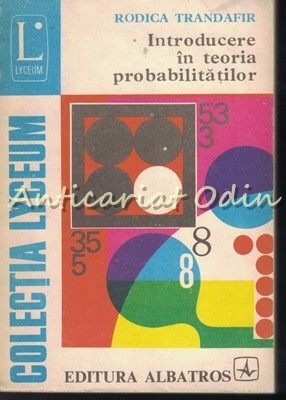 RODICA TRANDAFIR
Introducere
în teoria
probabilităților
L
LYCEUM
COLECȚIA LYCEUM
53
3
Anticariat Odin
35
5
8
8
EDITURA ALBATROS